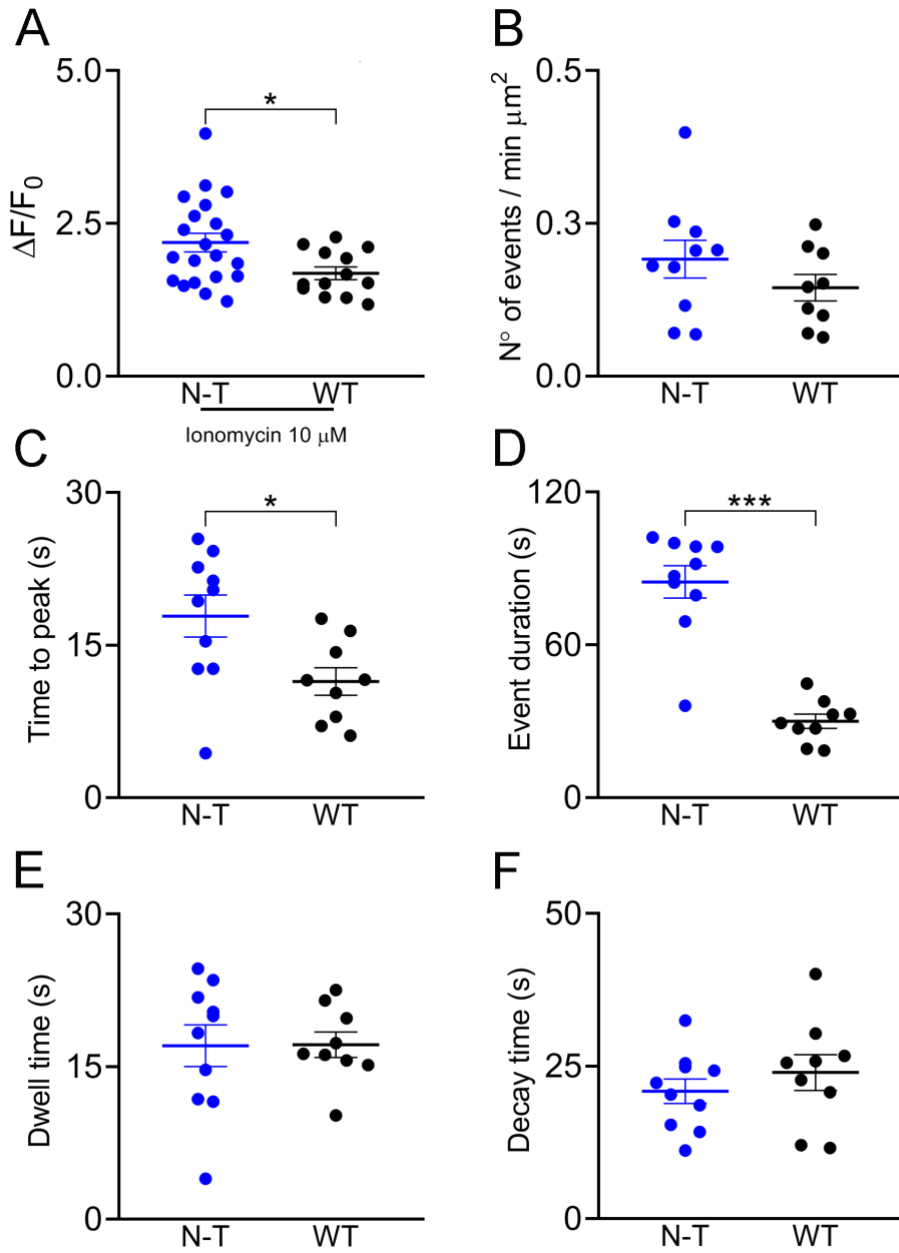 A
ΔF/F0
5.0
2.5
0.0
*
N-T
WT
Ionomycin 10 μM
B
N° of events / min μm²
0.5
0.3
0.0
N-T
WT
C
Time to peak (s)
30
15
0
*
N-T
WT
D
Event duration (s)
120
60
0
***
N-T
WT
E
Dwell time (s)
30
15
0
N-T
WT
F
Decay time (s)
50
25
0
N-T
WT